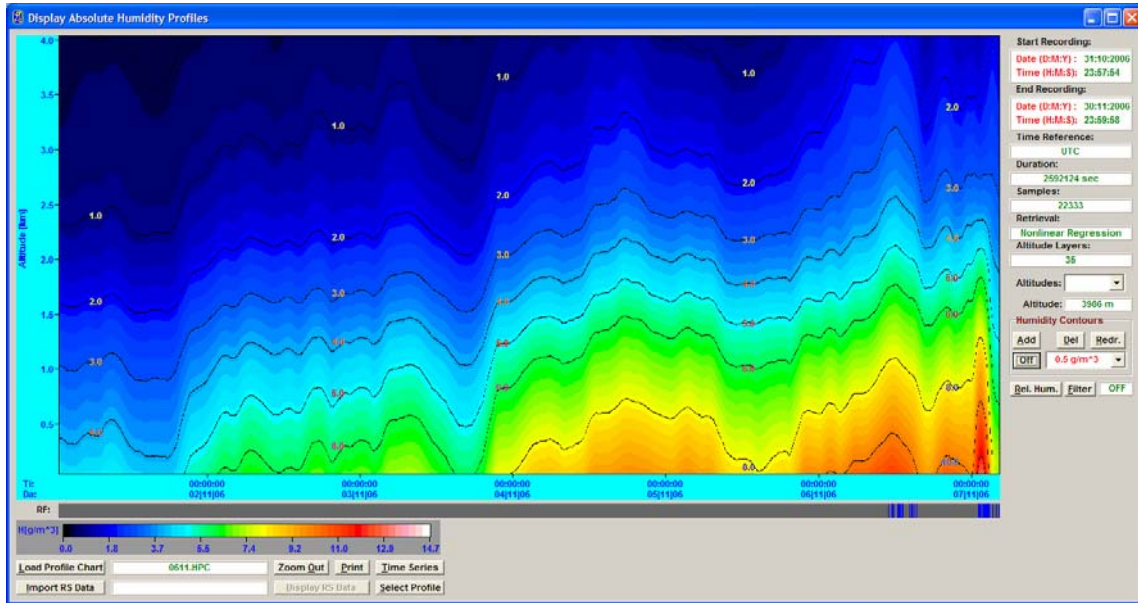 Display Absolute Humidity Profiles
Start Recording:
Date (D:M:Y) : 31:10:2006
Time (H:M:S): 23:57:54
End Recording:
Date (D:M:Y) : 30:11:2006
Time (H:M:S): 23:59:58
Time Reference:
UTC
Duration:
2592124 sec
Samples:
22333
Retrieval:
Nonlinear Regression
Altitude Layers:
35
Altitudes:
Altitude: 3906 m
Humidity Contours
Add Del Redr.
Off 0.5 g/m^3
Rel. Hum. Filter OFF
Altitude [km]
4.0
3.5
3.0
2.5
2.0
1.5
1.0
0.5
1.0 1.0 1.0 1.0
2.0 2.0 2.0 2.0 2.0
3.0 3.0 3.0 3.0 3.0
Ti: 00:00:00 00:00:00 00:00:00 00:00:00 00:00:00 00:00:00
Da: 02|11|06 03|11|06 04|11|06 05|11|06 06|11|06 07|11|06
RF:
H[g/m^3]
0.0 1.8 3.7 5.5 7.4 9.2 11.0 12.9 14.7
Load Profile Chart 0611.HPC Zoom Out Print Time Series
Import RS Data Display RS Data Select Profile